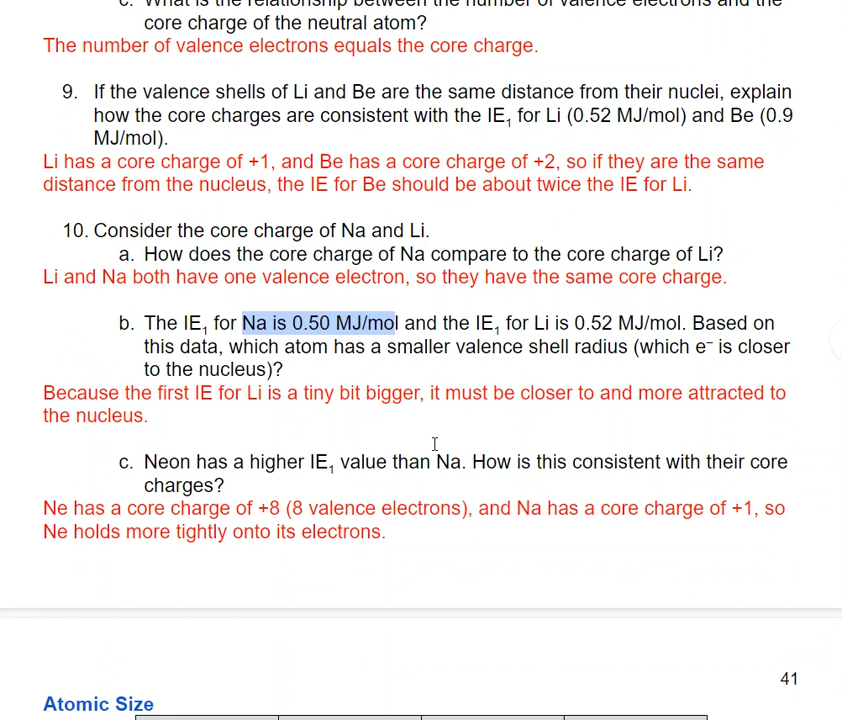 c. What is the relationship between the number of valence electrons and the
core charge of the neutral atom?
The number of valence electrons equals the core charge.
9. If the valence shells of Li and Be are the same distance from their nuclei, explain
how the core charges are consistent with the IE₁ for Li (0.52 MJ/mol) and Be (0.9
MJ/mol).
Li has a core charge of +1, and Be has a core charge of +2, so if they are the same
distance from the nucleus, the IE for Be should be about twice the IE for Li.
10. Consider the core charge of Na and Li.
a. How does the core charge of Na compare to the core charge of Li?
Li and Na both have one valence electron, so they have the same core charge.
b. The IE₁ for Na is 0.50 MJ/mol and the IE₁ for Li is 0.52 MJ/mol. Based on
this data, which atom has a smaller valence shell radius (which e⁻ is closer
to the nucleus)?
Because the first IE for Li is a tiny bit bigger, it must be closer to and more attracted to
the nucleus.
c. Neon has a higher IE₁ value than Na. How is this consistent with their core
charges?
Ne has a core charge of +8 (8 valence electrons), and Na has a core charge of +1, so
Ne holds more tightly onto its electrons.
41
Atomic Size